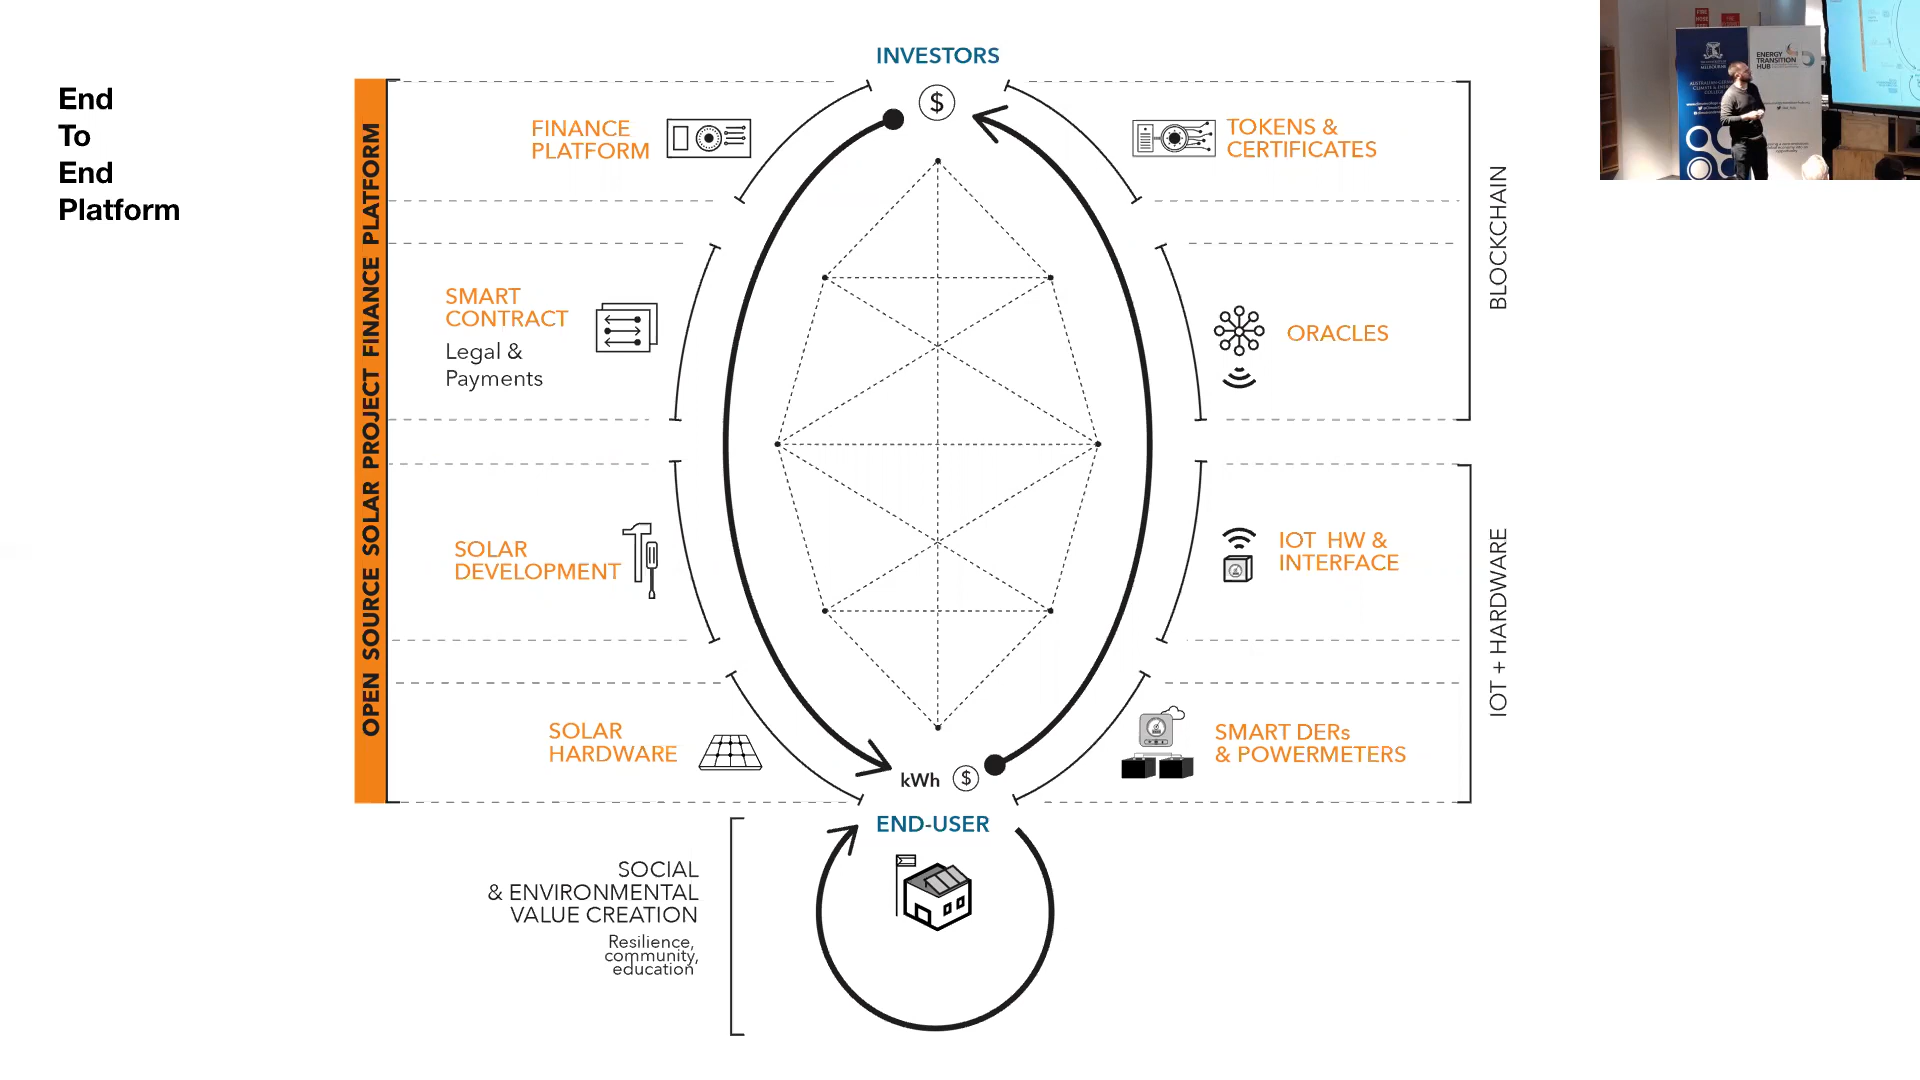 End
To
End
Platform
INVESTORS
$
OPEN SOURCE SOLAR PROJECT FINANCE PLATFORM
FINANCE
PLATFORM
TOKENS &
CERTIFICATES
SMART
CONTRACT
Legal &
Payments
ORACLES
BLOCKCHAIN
SOLAR
DEVELOPMENT
IOT HW &
INTERFACE
IOT + HARDWARE
SOLAR
HARDWARE
SMART DERs
& POWERMETERS
kWh $
END-USER
SOCIAL
& ENVIRONMENTAL
VALUE CREATION
Resilience,
community,
education
ENERGY
TRANSITION
HUB